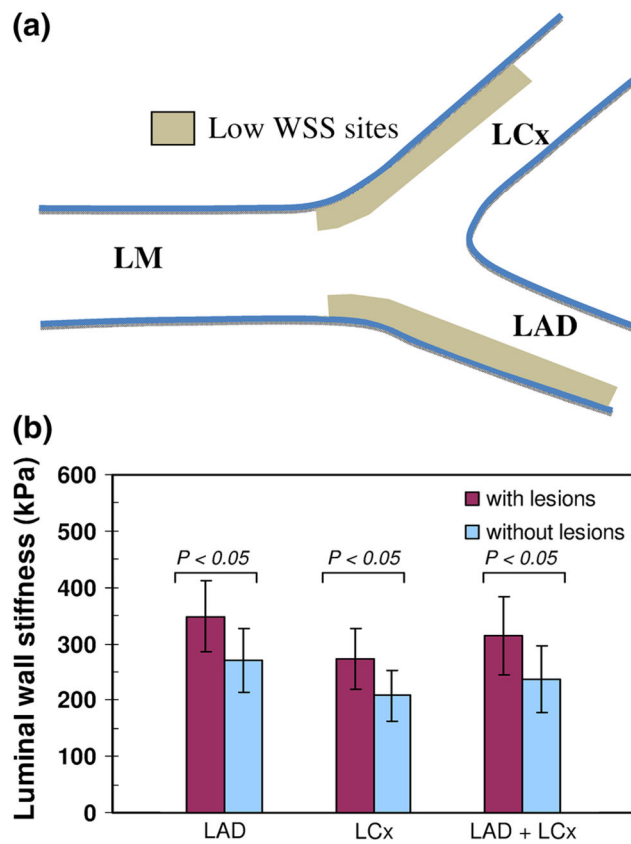 (a)
Low WSS sites
LCx
LM
LAD
(b)
Luminal wall stiffness (kPa)
600
500
400
300
200
100
0
with lesions
without lesions
P < 0.05
P < 0.05
P < 0.05
LAD
LCx
LAD + LCx